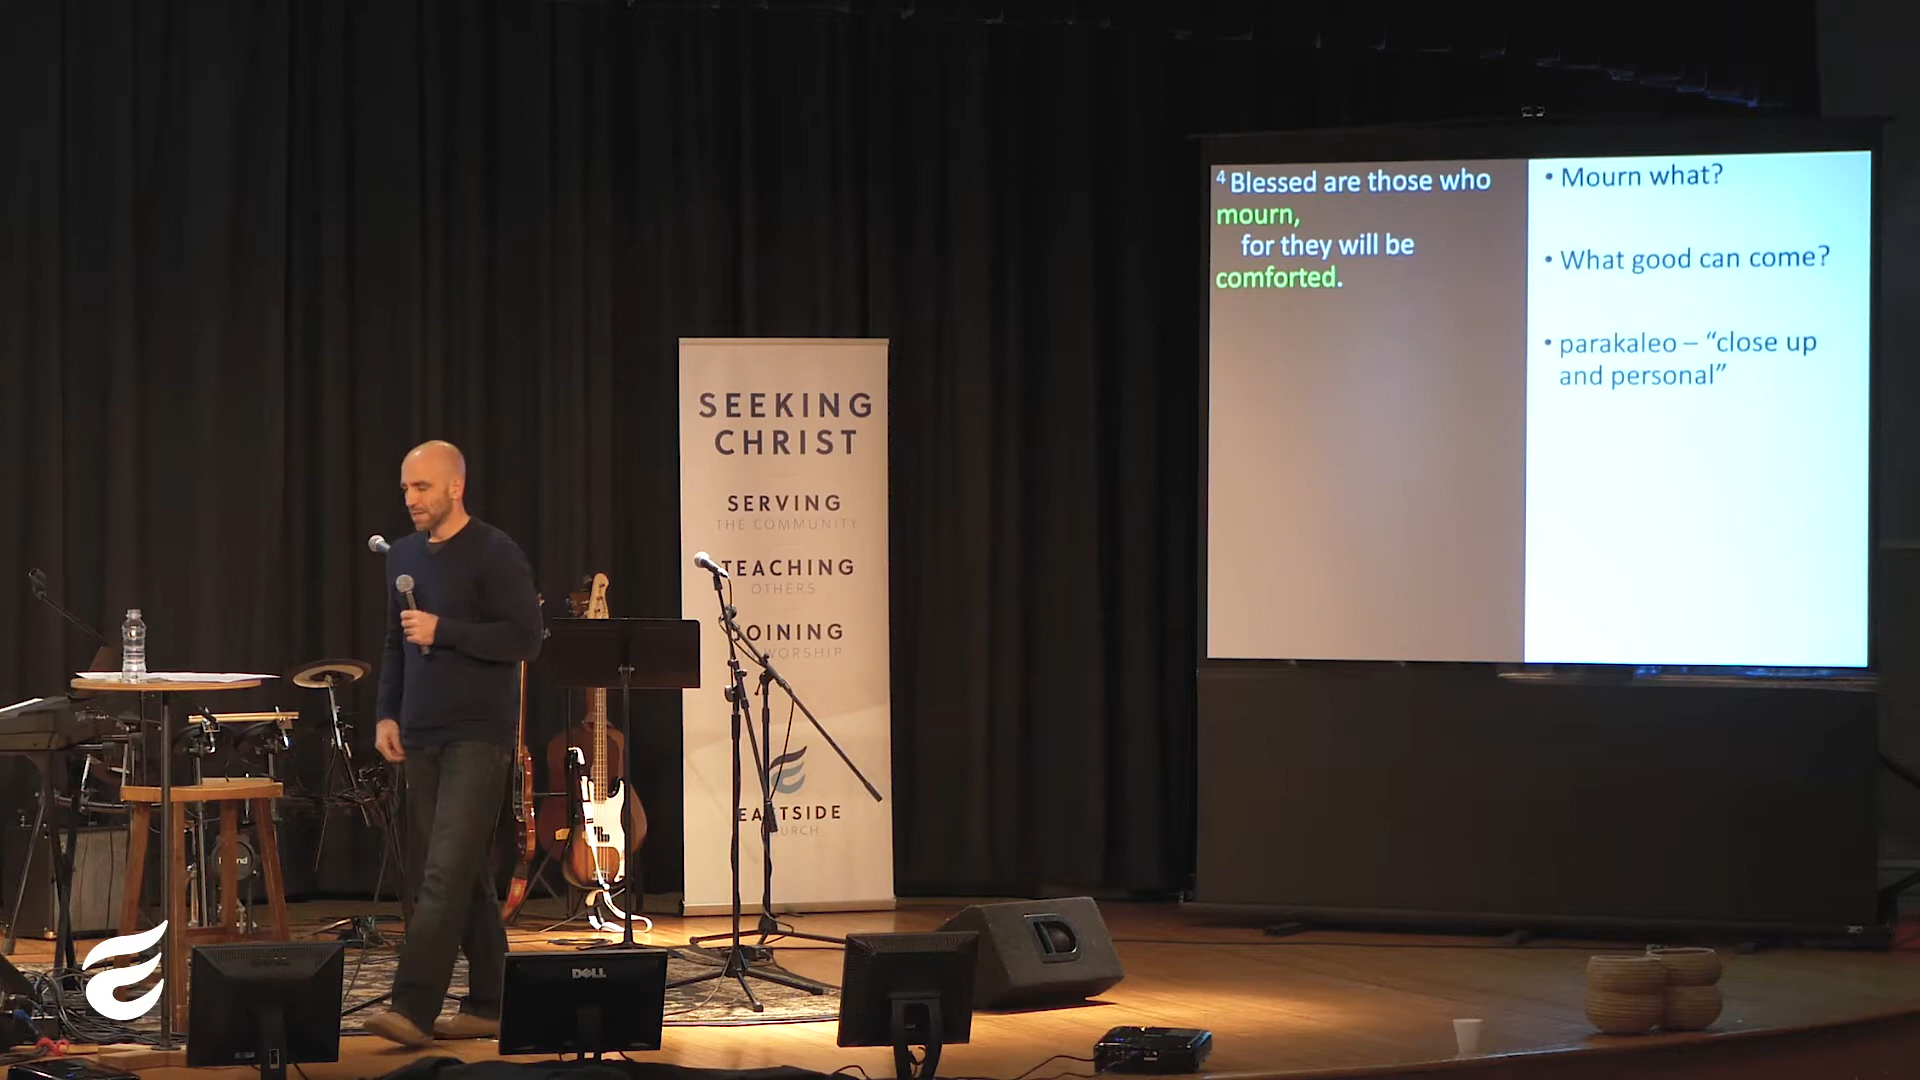 4 Blessed are those who
mourn,
for they will be
comforted.
• Mourn what?
• What good can come?
• parakaleo – “close up
and personal”
SEEKING
CHRIST
SERVING
THE COMMUNITY
TEACHING
OTHERS
JOINING
WORSHIP
EASTSIDE
CHURCH
DELL